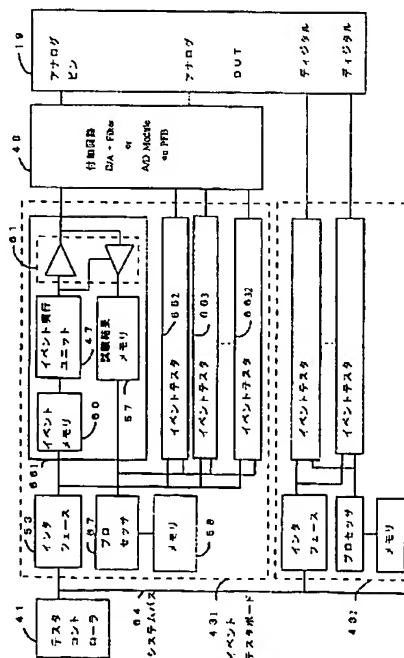 19
アナログ
ピン
アナログ
DUT
ディジタル
ディジタル
48
付加回路
D/A + Filter
or
A/D Module
on PFB
61
イベント実行
ユニット
47
試験結果
メモリ
57
イベント
メモリ
60
661
イベントテスタ
662
イベントテスタ
663
イベントテスタ
6632
イベントテスタ
イベントテスタ
インタ
フェース
53
プロ
セッサ
67
メモリ
68
インタ
フェース
プロセッサ
メモリ
テスタ
コント
ローラ
41
64
システムバス
431
イベント
テスタボード
432